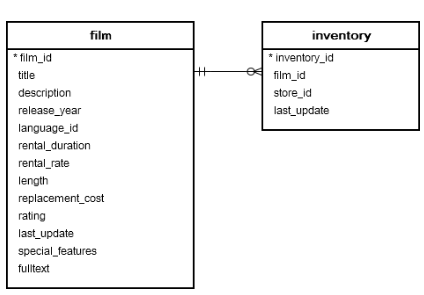 film
* film_id
title
description
release_year
language_id
rental_duration
rental_rate
length
replacement_cost
rating
last_update
special_features
fulltext
inventory
* inventory_id
film_id
store_id
last_update